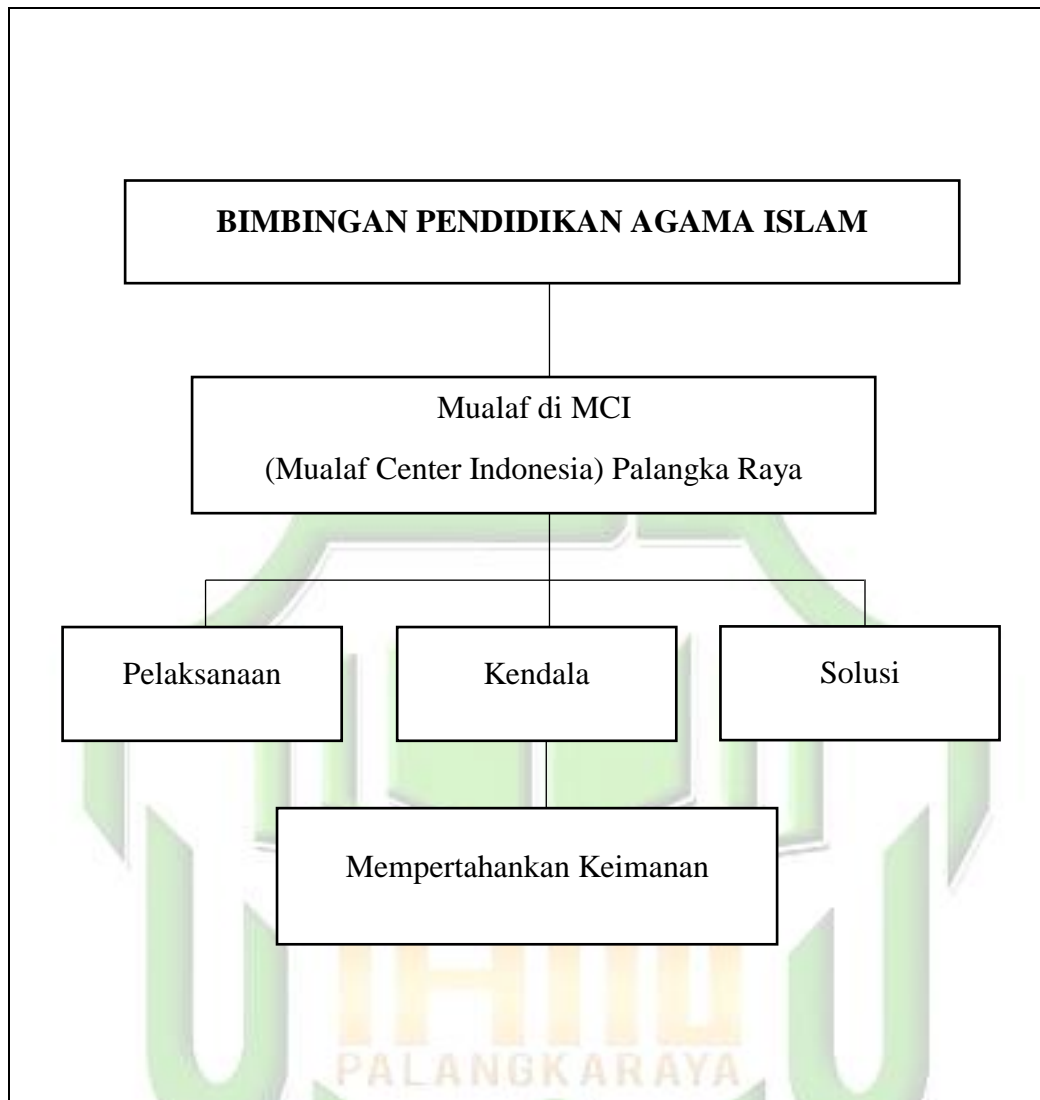 BIMBINGAN PENDIDIKAN AGAMA ISLAM
Mualaf di MCI
(Mualaf Center Indonesia) Palangka Raya
Pelaksanaan
Kendala
Solusi
Mempertahankan Keimanan
PALANGKARAYA